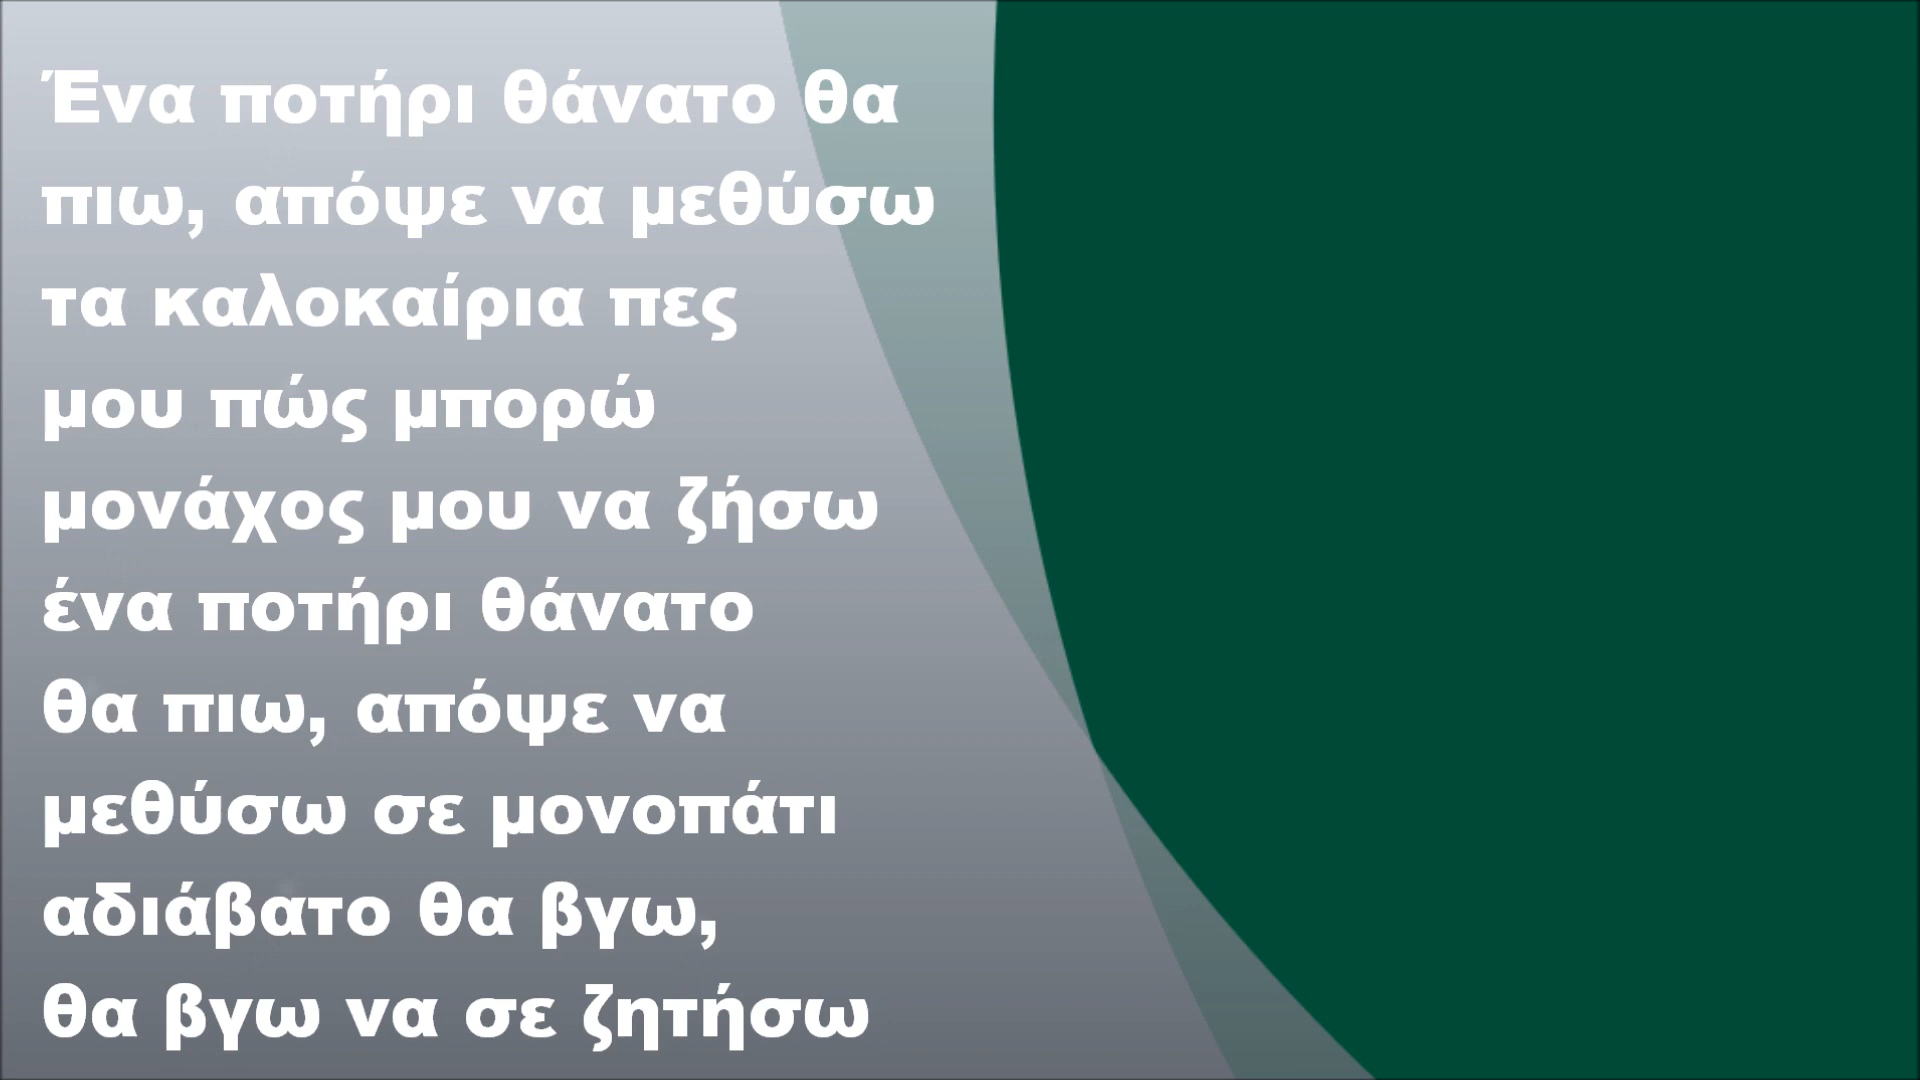 Ένα ποτήρι θάνατο θα
πιω, απόψε να μεθύσω
τα καλοκαίρια πες
μου πώς μπορώ
μονάχος μου να ζήσω
ένα ποτήρι θάνατο
θα πιω, απόψε να
μεθύσω σε μονοπάτι
αδιάβατο θα βγω,
θα βγω να σε ζητήσω